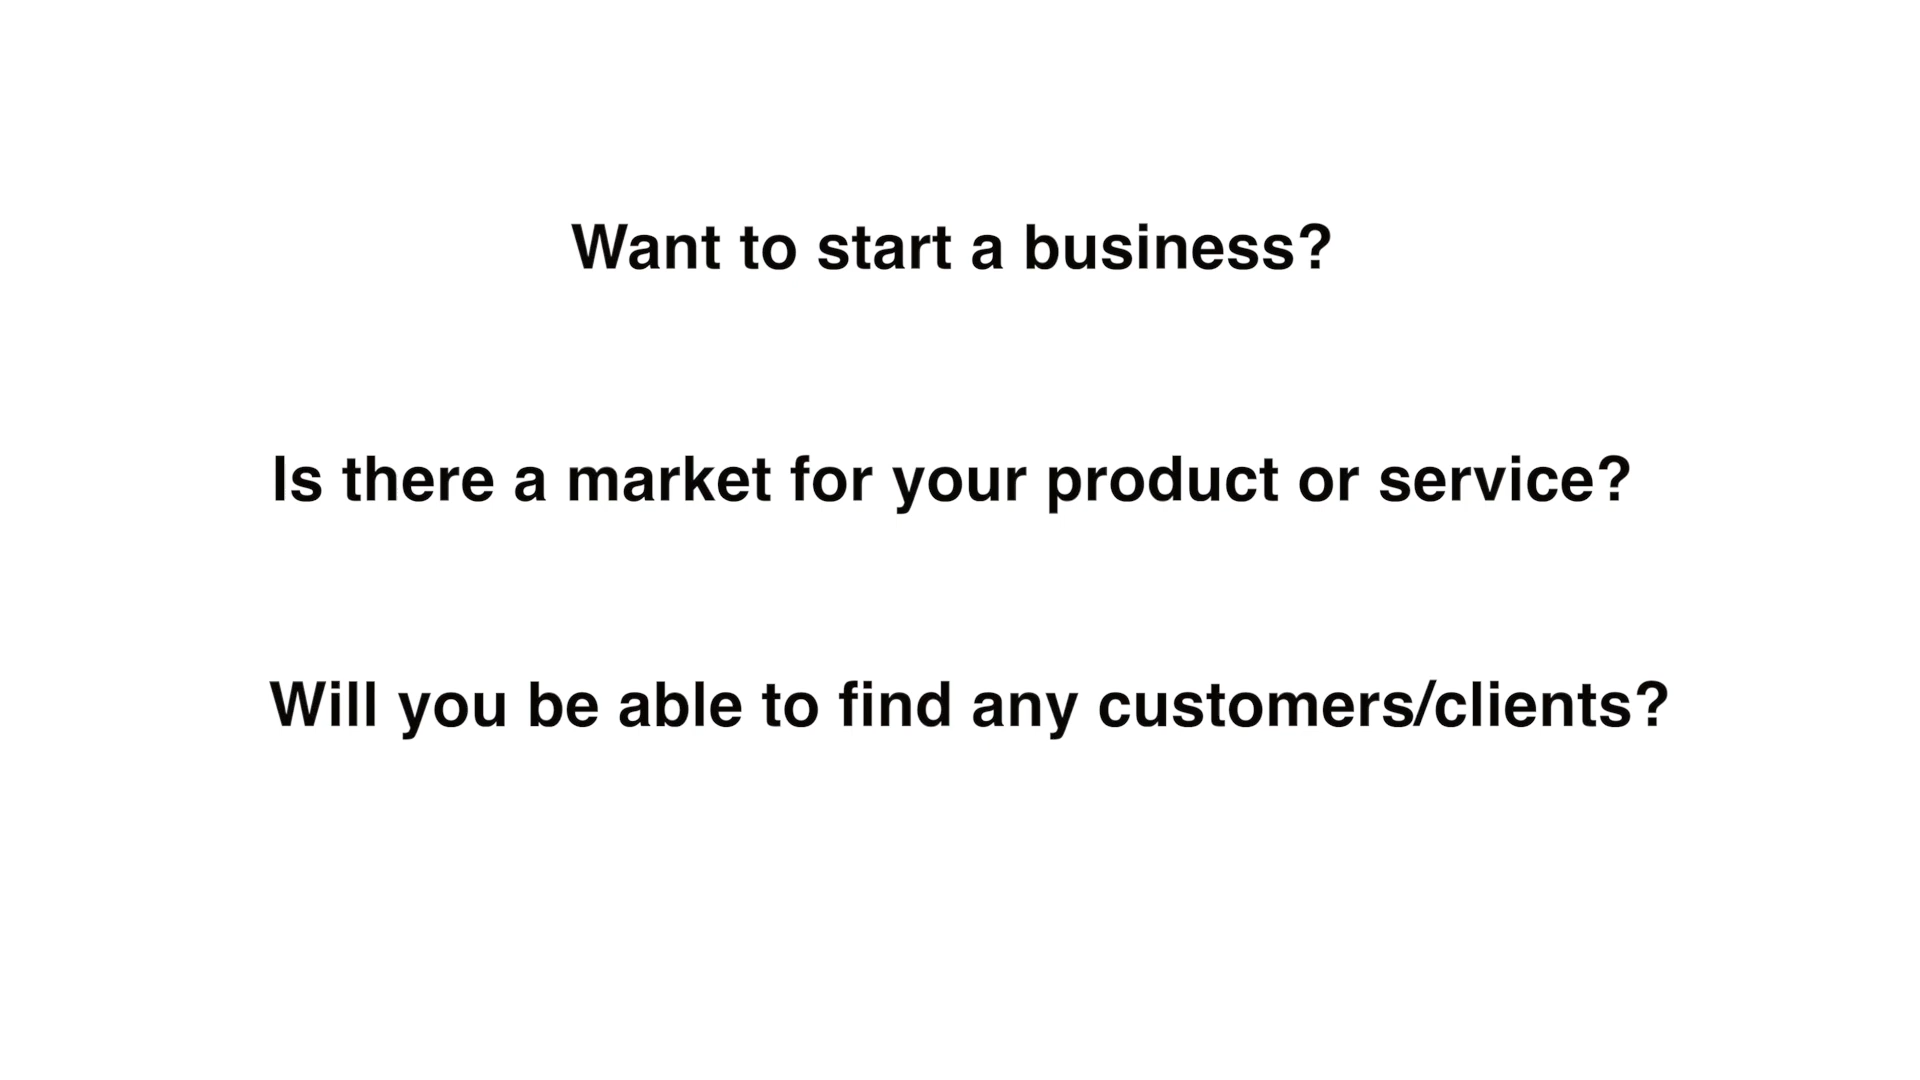 Want to start a business?
Is there a market for your product or service?
Will you be able to find any customers/clients?